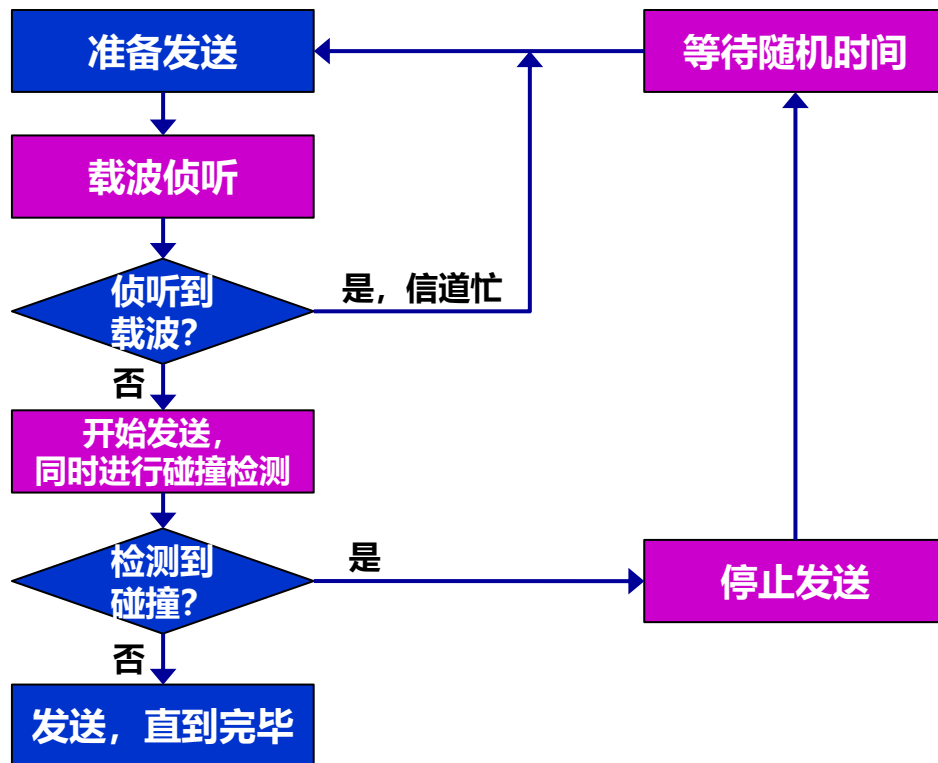 准备发送
等待随机时间
载波侦听
侦听到
载波?
是，信道忙
否
开始发送，
同时进行碰撞检测
检测到
碰撞?
是
停止发送
否
发送，直到完毕